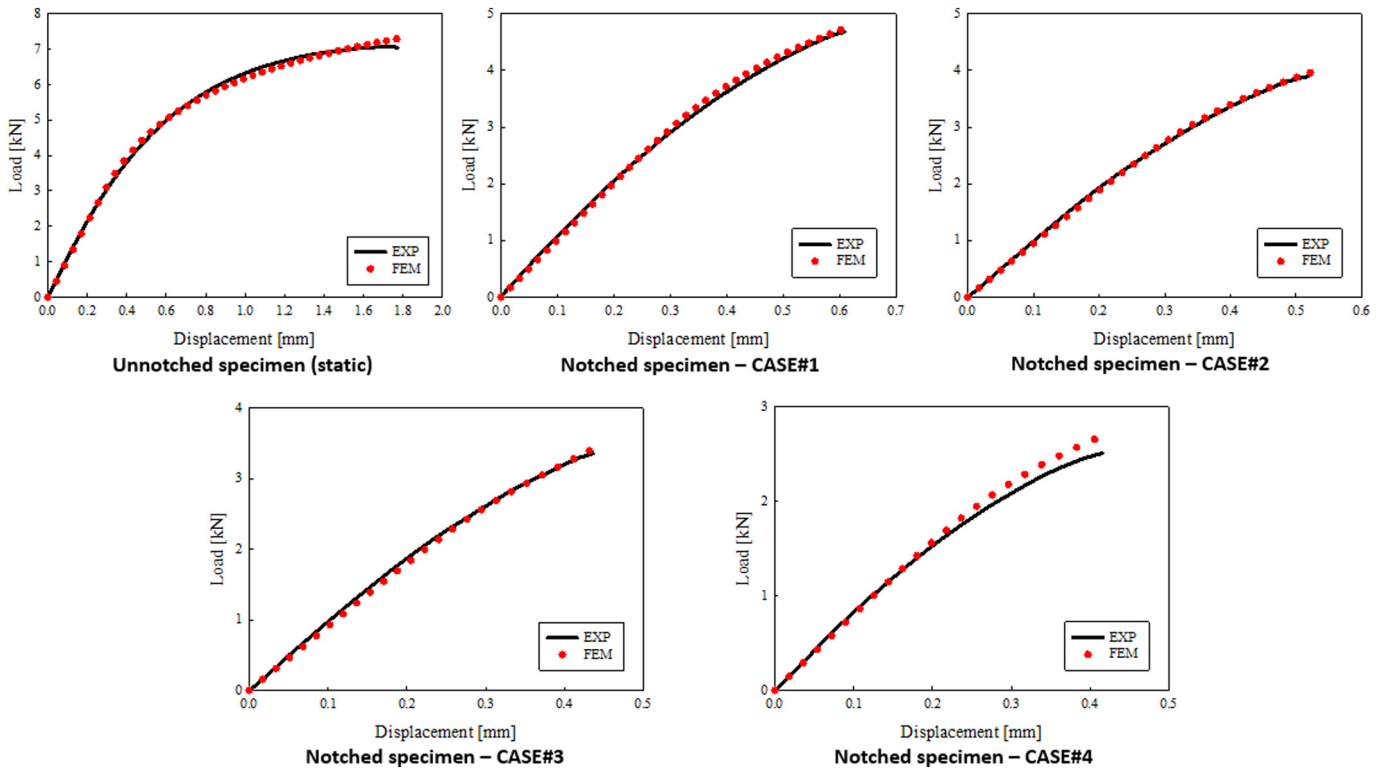 8
7
6
5
4
3
2
1
0
Load [kN]
EXP
FEM
0.0 0.2 0.4 0.6 0.8 1.0 1.2 1.4 1.6 1.8 2.0
Displacement [mm]
Unnotched specimen (static)
5
4
3
2
1
0
Load [kN]
EXP
FEM
0.0 0.1 0.2 0.3 0.4 0.5 0.6 0.7
Displacement [mm]
Notched specimen – CASE#1
5
4
3
2
1
0
Load [kN]
EXP
FEM
0.0 0.1 0.2 0.3 0.4 0.5 0.6
Displacement [mm]
Notched specimen – CASE#2
4
3
2
1
0
Load [kN]
EXP
FEM
0.0 0.1 0.2 0.3 0.4 0.5
Displacement [mm]
Notched specimen – CASE#3
3
2
1
0
Load [kN]
EXP
FEM
0.0 0.1 0.2 0.3 0.4 0.5
Displacement [mm]
Notched specimen – CASE#4